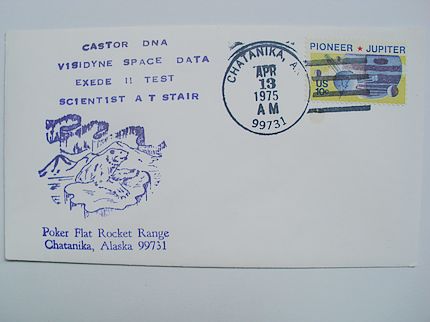 CASTOR DNA
VISIDYNE SPACE DATA
EXEDE II TEST
SCIENTIST A T STAIR
CHATANIKA, A
APR
13
1975
AM
99731
PIONEER ★ JUPITER
US
10c
Poker Flat Rocket Range
Chatanika, Alaska 99731